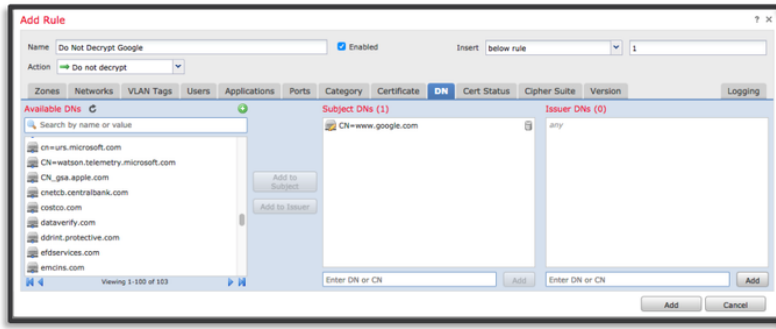 Add Rule
? ×
Name Do Not Decrypt Google Enabled Insert below rule 1
Action Do not decrypt
Zones Networks VLAN Tags Users Applications Ports Category Certificate DN Cert Status Cipher Suite Version Logging
Available DNs
Search by name or value
cn=urs.microsoft.com
CN=watson.telemetry.microsoft.com
CN_gsa.apple.com
cnetcb.centralbank.com
costco.com
dataverify.com
ddrint.protective.com
efdservices.com
emcins.com
Viewing 1-100 of 103
Add to
Subject
Add to Issuer
Subject DNs (1)
CN=www.google.com
Enter DN or CN Add
Issuer DNs (0)
any
Enter DN or CN Add
Add Cancel